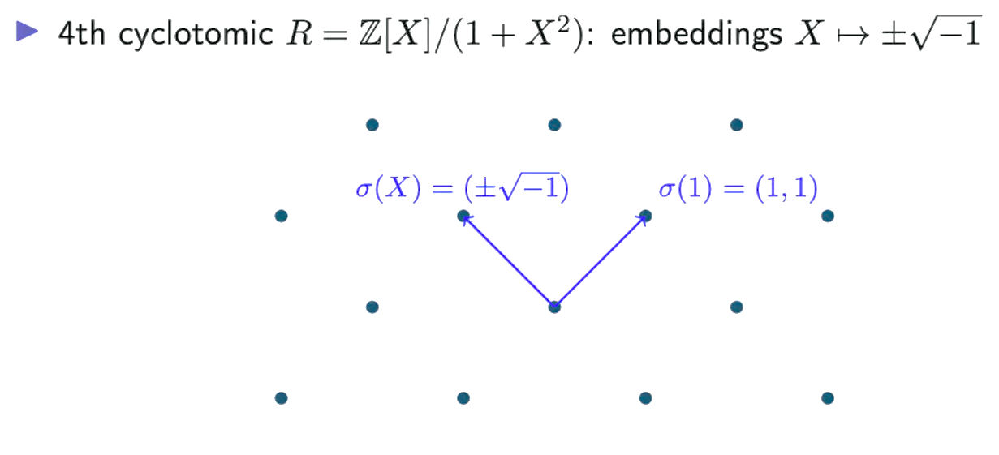 ▶ 4th cyclotomic R = ℤ[X]/(1 + X²): embeddings X ↦ ±√−1
σ(X) = (±√−1)
σ(1) = (1, 1)